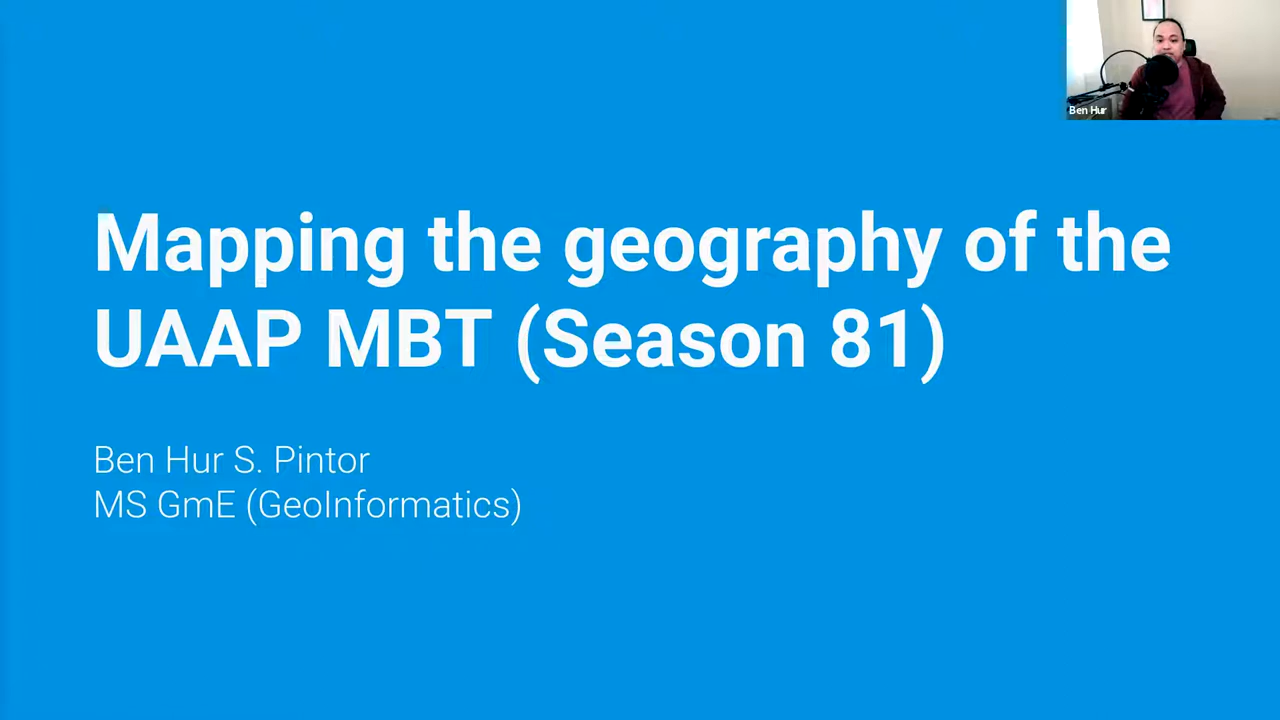 Ben Hur
Mapping the geography of the
UAAP MBT (Season 81)
Ben Hur S. Pintor
MS GmE (GeoInformatics)